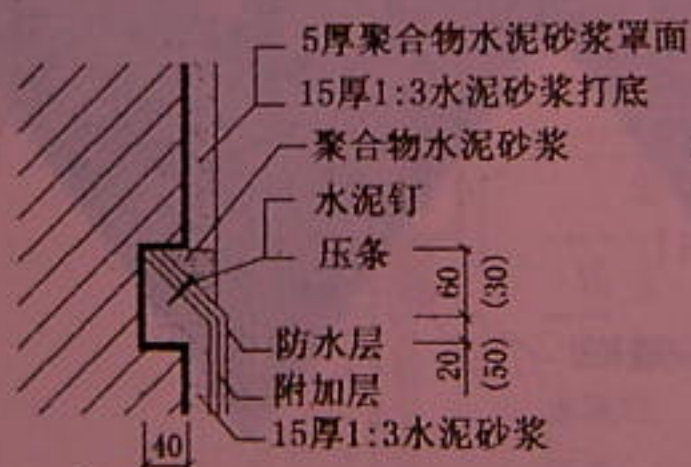 5厚聚合物水泥砂浆罩面
15厚1:3水泥砂浆打底
聚合物水泥砂浆
水泥钉
压条
60
(30)
防水层
20
(50)
附加层
15厚1:3水泥砂浆
40